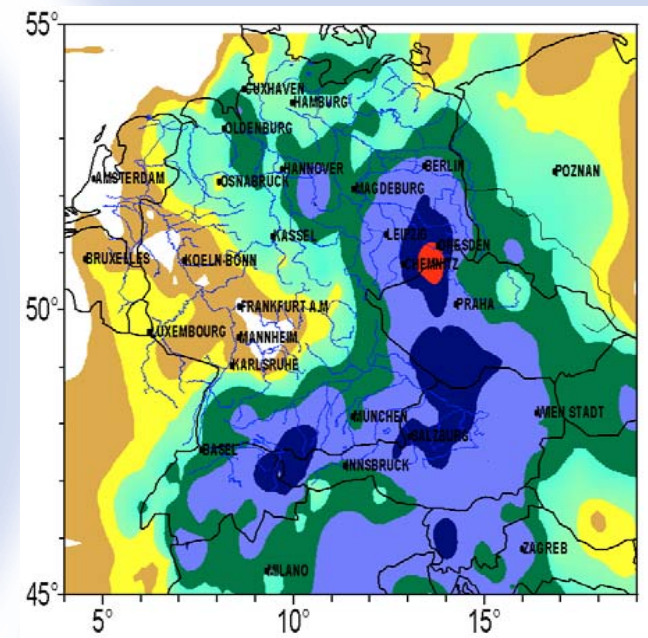 55°
CUXHAVEN
HAMBURG
OLDENBURG
HANNOVER
BERLIN
AMSTERDAM
OSNABRUCK
POZNAN
MAGDEBURG
KASSEL
LEIPZIG
DRESDEN
BRUXELLES
KOELN-BONN
CHEMNITZ
50°
FRANKFURT A.M
PRAHA
LUXEMBOURG
MANNHEIM
KARLSRUHE
MÜNCHEN
WIEN STADT
SALZBURG
BASEL
INNSBRUCK
ZAGREB
MILANO
45°
5°
10°
15°